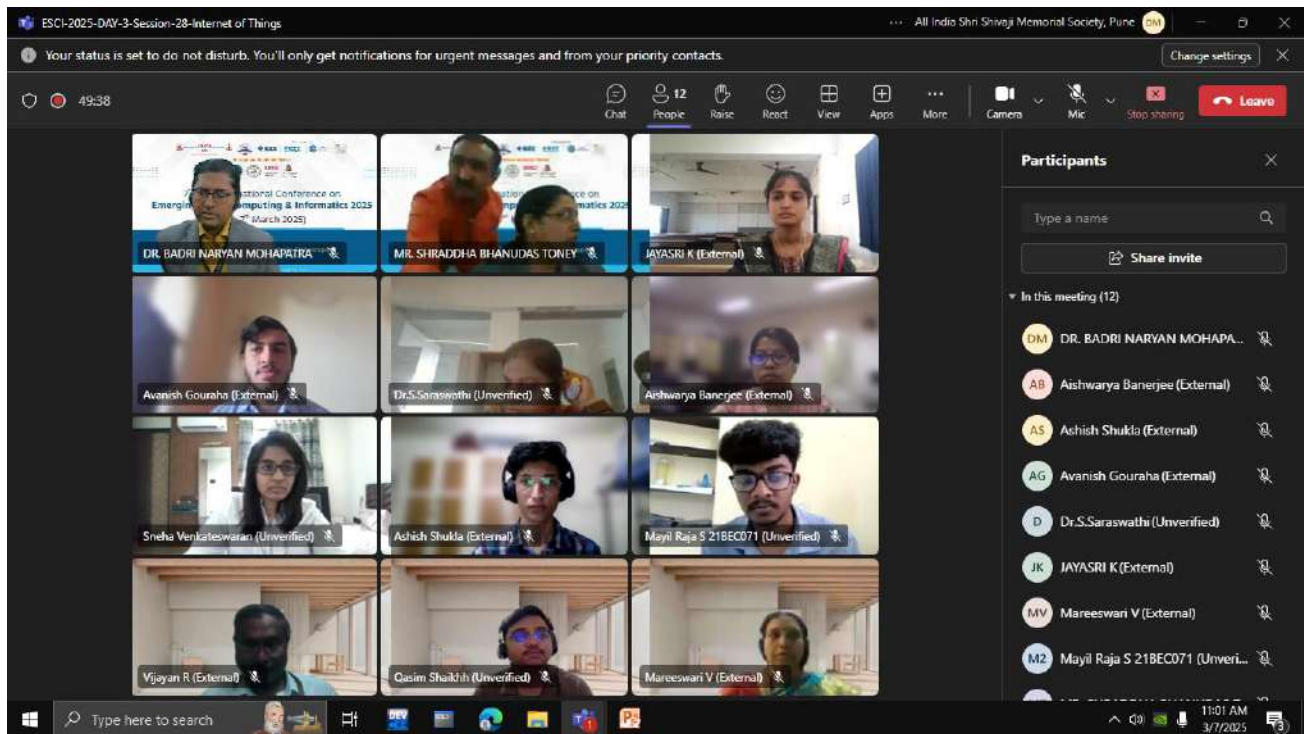 ESCI-2025-DAY-3-Session-28-Internet of Things
All India Shri Shivaji Memorial Society, Pune DM
Your status is set to do not disturb. You'll only get notifications for urgent messages and from your priority contacts.
Change settings
49:38
12
Chat People Raise React View Apps More Camera Mic Stop sharing
Leave
International Conference on
Computing & Informatics 2025
March 2025)
DR. BADRI NARYAN MOHAPATRA
MR. SHRADDHA BHANUDAS TONEY
JAYASRI K (External)
Avanish Gouraha (External)
Dr.S.Saraswathi (Unverified)
Aishwarya Banerjee (External)
Sneha Venkateswaran (Unverified)
Ashish Shukla (External)
Mayil Raja S 21BEC071 (Unverified)
Vijayan R (External)
Qasim Shaikhh (Unverified)
Mareeswari V (External)
Participants
Type a name
Share invite
In this meeting (12)
DM DR. BADRI NARYAN MOHAPA...
AB Aishwarya Banerjee (External)
AS Ashish Shukla (External)
AG Avanish Gouraha (External)
D Dr.S.Saraswathi (Unverified)
JK JAYASRI K (External)
MV Mareeswari V (External)
M2 Mayil Raja S 21BEC071 (Unveri...
Type here to search
DEV
11:01 AM
3/7/2025
3